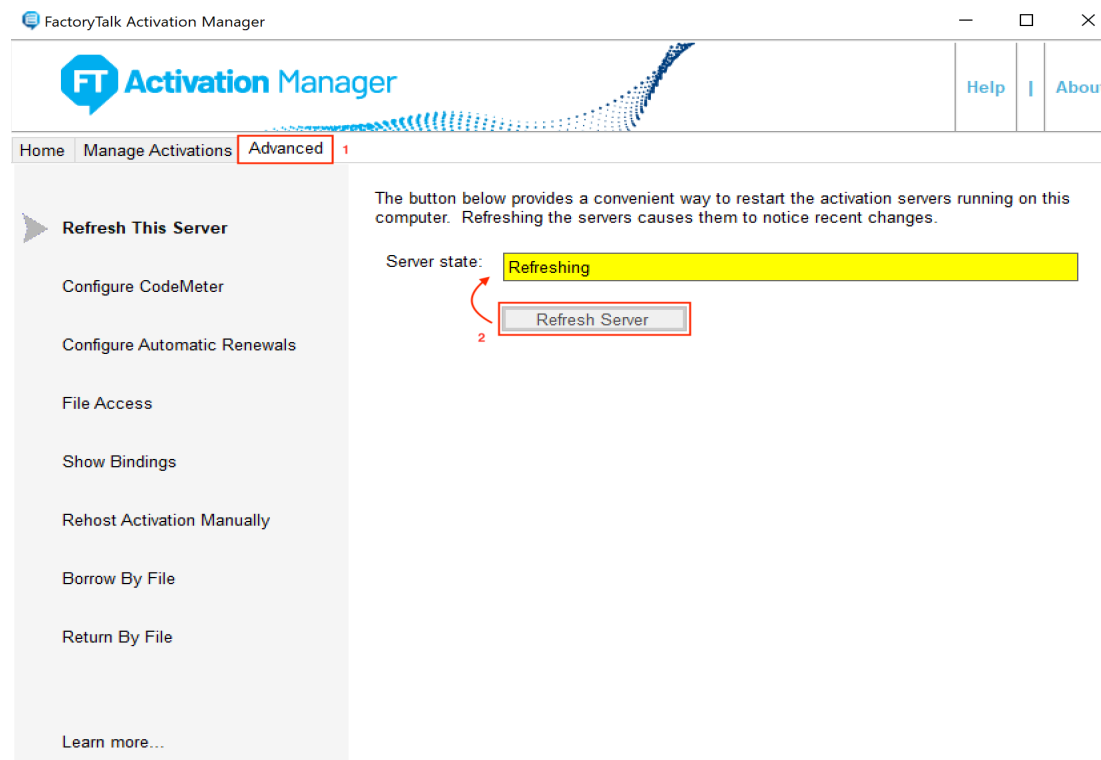 FactoryTalk Activation Manager
FT Activation Manager
Help | Abou
Home Manage Activations Advanced 1
The button below provides a convenient way to restart the activation servers running on this
computer. Refreshing the servers causes them to notice recent changes.
Refresh This Server
Server state: Refreshing
Configure CodeMeter
Refresh Server
2
Configure Automatic Renewals
File Access
Show Bindings
Rehost Activation Manually
Borrow By File
Return By File
Learn more...